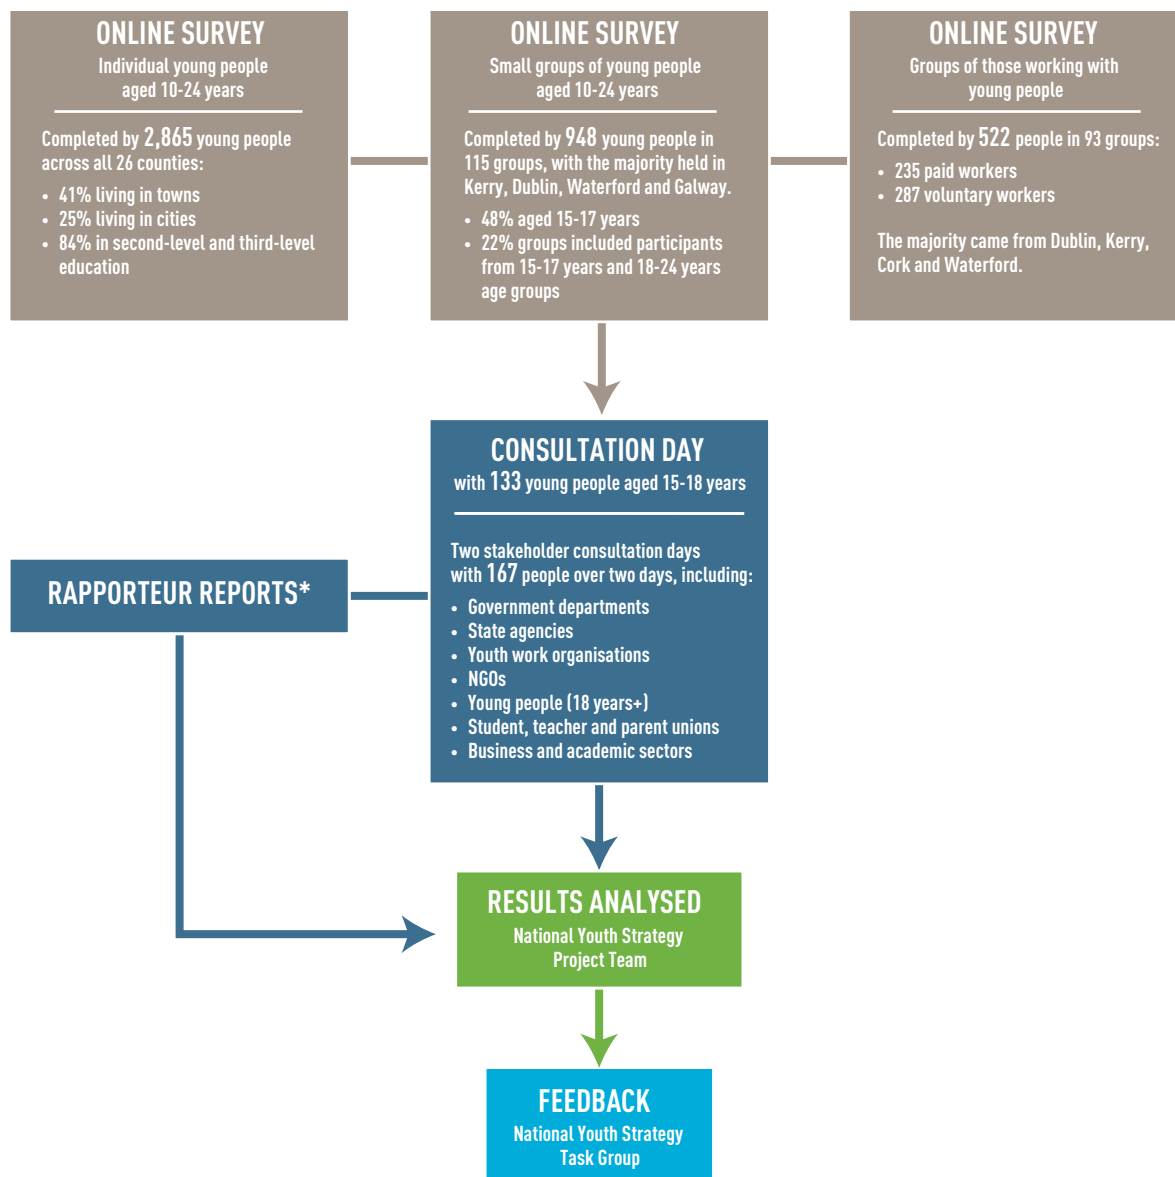 ONLINE SURVEY
Individual young people
aged 10-24 years
Completed by 2,865 young people
across all 26 counties:
• 41% living in towns
• 25% living in cities
• 84% in second-level and third-level
education
ONLINE SURVEY
Small groups of young people
aged 10-24 years
Completed by 948 young people in
115 groups, with the majority held in
Kerry, Dublin, Waterford and Galway.
• 48% aged 15-17 years
• 22% groups included participants
from 15-17 years and 18-24 years
age groups
ONLINE SURVEY
Groups of those working with
young people
Completed by 522 people in 93 groups:
• 235 paid workers
• 287 voluntary workers
The majority came from Dublin, Kerry,
Cork and Waterford.
CONSULTATION DAY
with 133 young people aged 15-18 years
Two stakeholder consultation days
with 167 people over two days, including:
• Government departments
• State agencies
• Youth work organisations
• NGOs
• Young people (18 years+)
• Student, teacher and parent unions
• Business and academic sectors
RAPPORTEUR REPORTS*
RESULTS ANALYSED
National Youth Strategy
Project Team
FEEDBACK
National Youth Strategy
Task Group